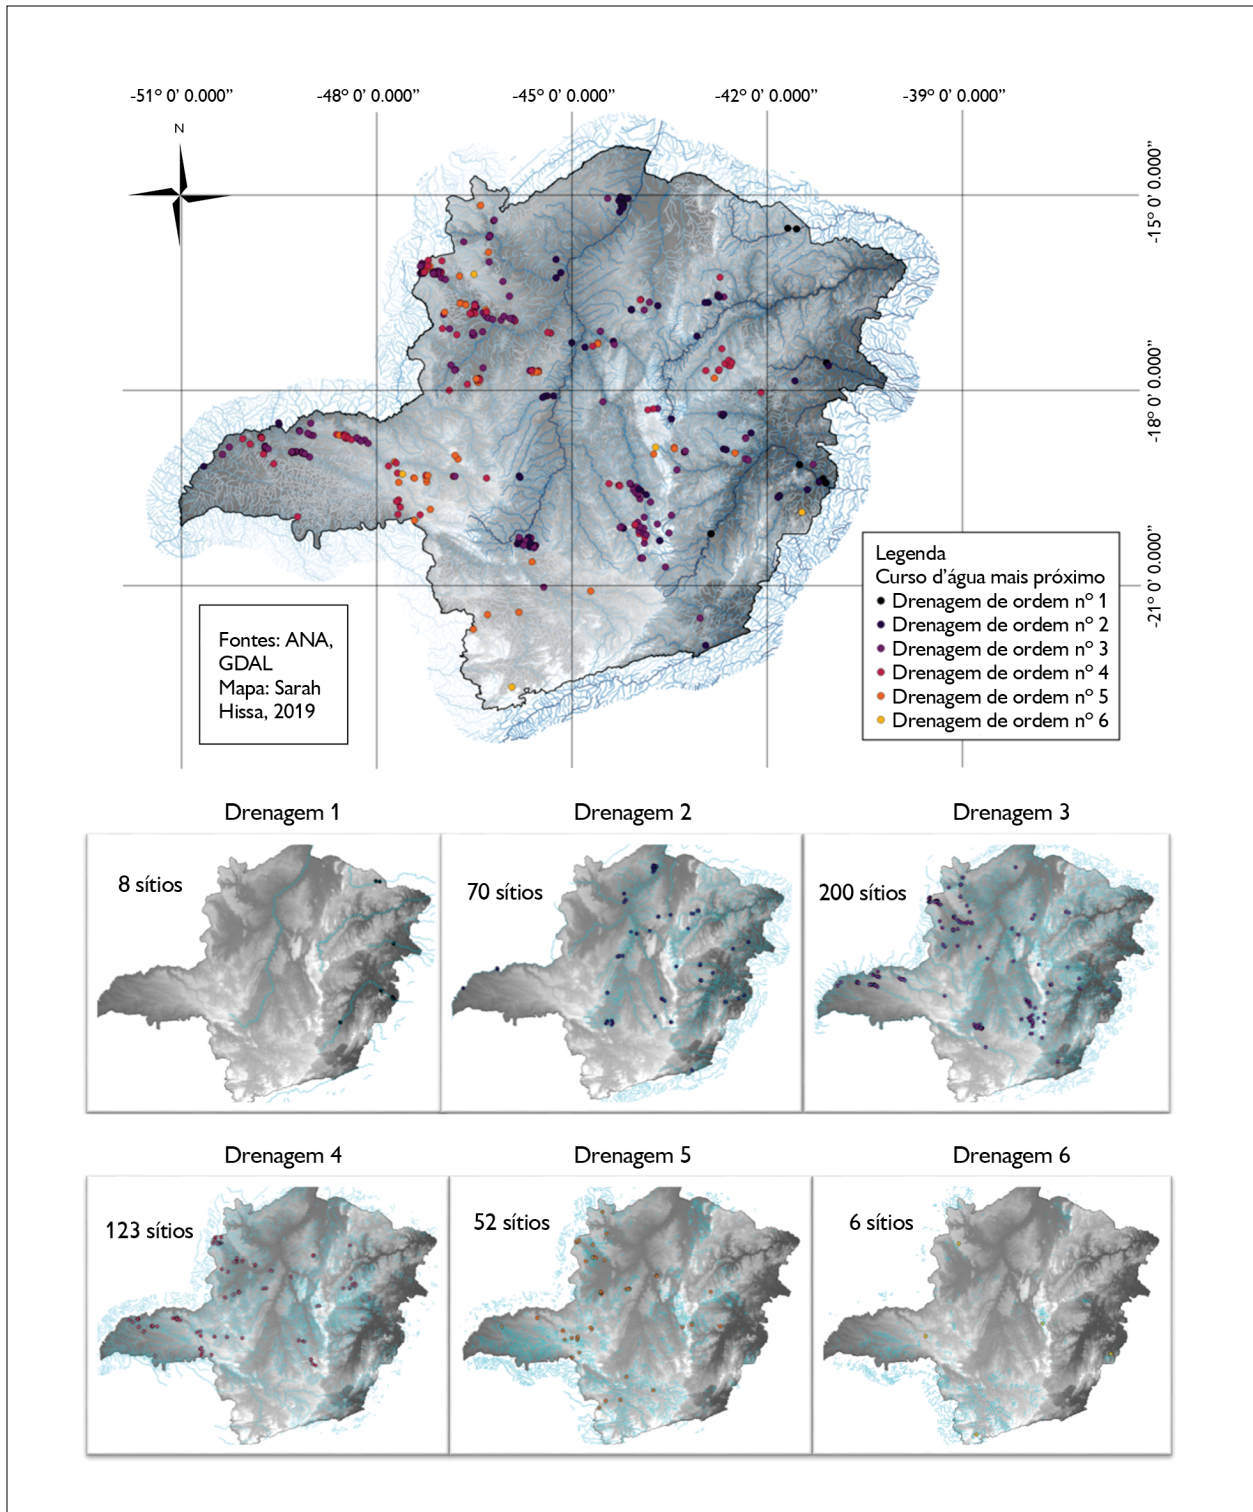 -51° 0' 0.000"
-48° 0' 0.000"
-45° 0' 0.000"
-42° 0' 0.000"
-39° 0' 0.000"
N
-15° 0' 0.000"
-18° 0' 0.000"
-21° 0' 0.000"
Legenda
Curso d'água mais próximo
Drenagem de ordem nº 1
Drenagem de ordem nº 2
Drenagem de ordem nº 3
Drenagem de ordem nº 4
Drenagem de ordem nº 5
Drenagem de ordem nº 6
Fontes: ANA,
GDAL
Mapa: Sarah
Hissa, 2019
Drenagem 1
Drenagem 2
Drenagem 3
8 sítios
70 sítios
200 sítios
Drenagem 4
Drenagem 5
Drenagem 6
123 sítios
52 sítios
6 sítios